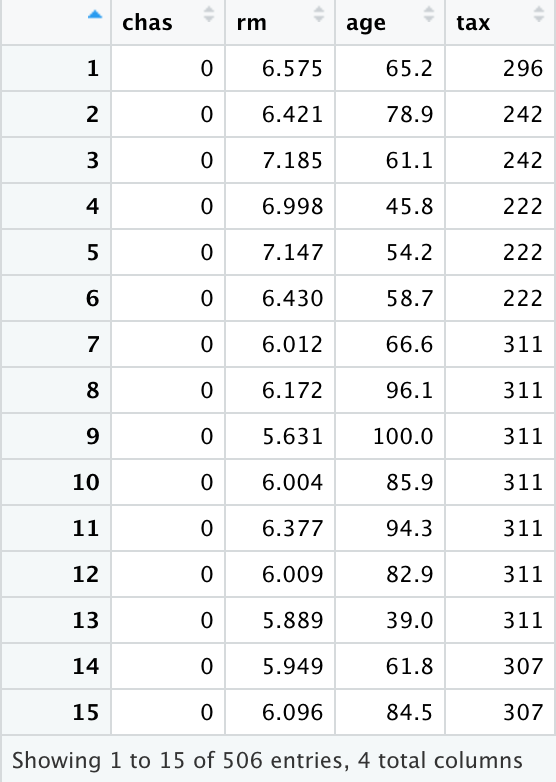 chas rm age tax
1 0 6.575 65.2 296
2 0 6.421 78.9 242
3 0 7.185 61.1 242
4 0 6.998 45.8 222
5 0 7.147 54.2 222
6 0 6.430 58.7 222
7 0 6.012 66.6 311
8 0 6.172 96.1 311
9 0 5.631 100.0 311
10 0 6.004 85.9 311
11 0 6.377 94.3 311
12 0 6.009 82.9 311
13 0 5.889 39.0 311
14 0 5.949 61.8 307
15 0 6.096 84.5 307
Showing 1 to 15 of 506 entries, 4 total columns